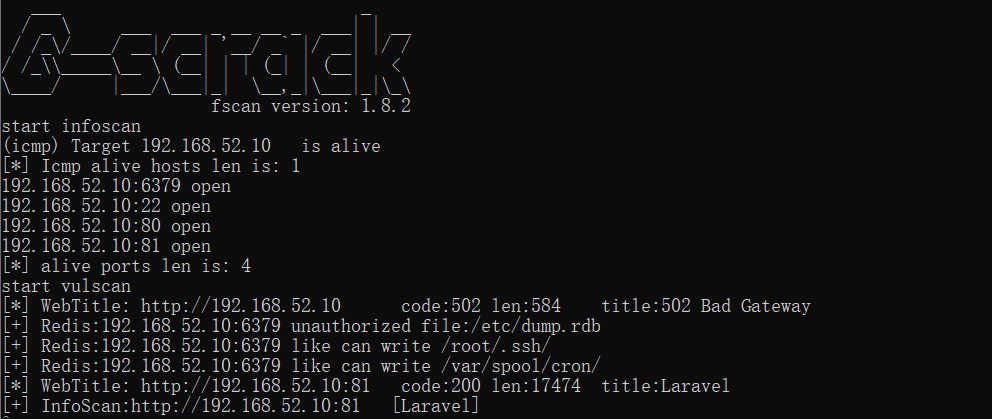 fscan version: 1.8.2
start infoscan
(icmp) Target 192.168.52.10   is alive
[*] Icmp alive hosts len is: 1
192.168.52.10:6379 open
192.168.52.10:22 open
192.168.52.10:80 open
192.168.52.10:81 open
[*] alive ports len is: 4
start vulscan
[*] WebTitle: http://192.168.52.10      code:502 len:584    title:502 Bad Gateway
[+] Redis:192.168.52.10:6379 unauthorized file:/etc/dump.rdb
[+] Redis:192.168.52.10:6379 like can write /root/.ssh/
[+] Redis:192.168.52.10:6379 like can write /var/spool/cron/
[*] WebTitle: http://192.168.52.10:81   code:200 len:17474  title:Laravel
[+] InfoScan:http://192.168.52.10:81   [Laravel]